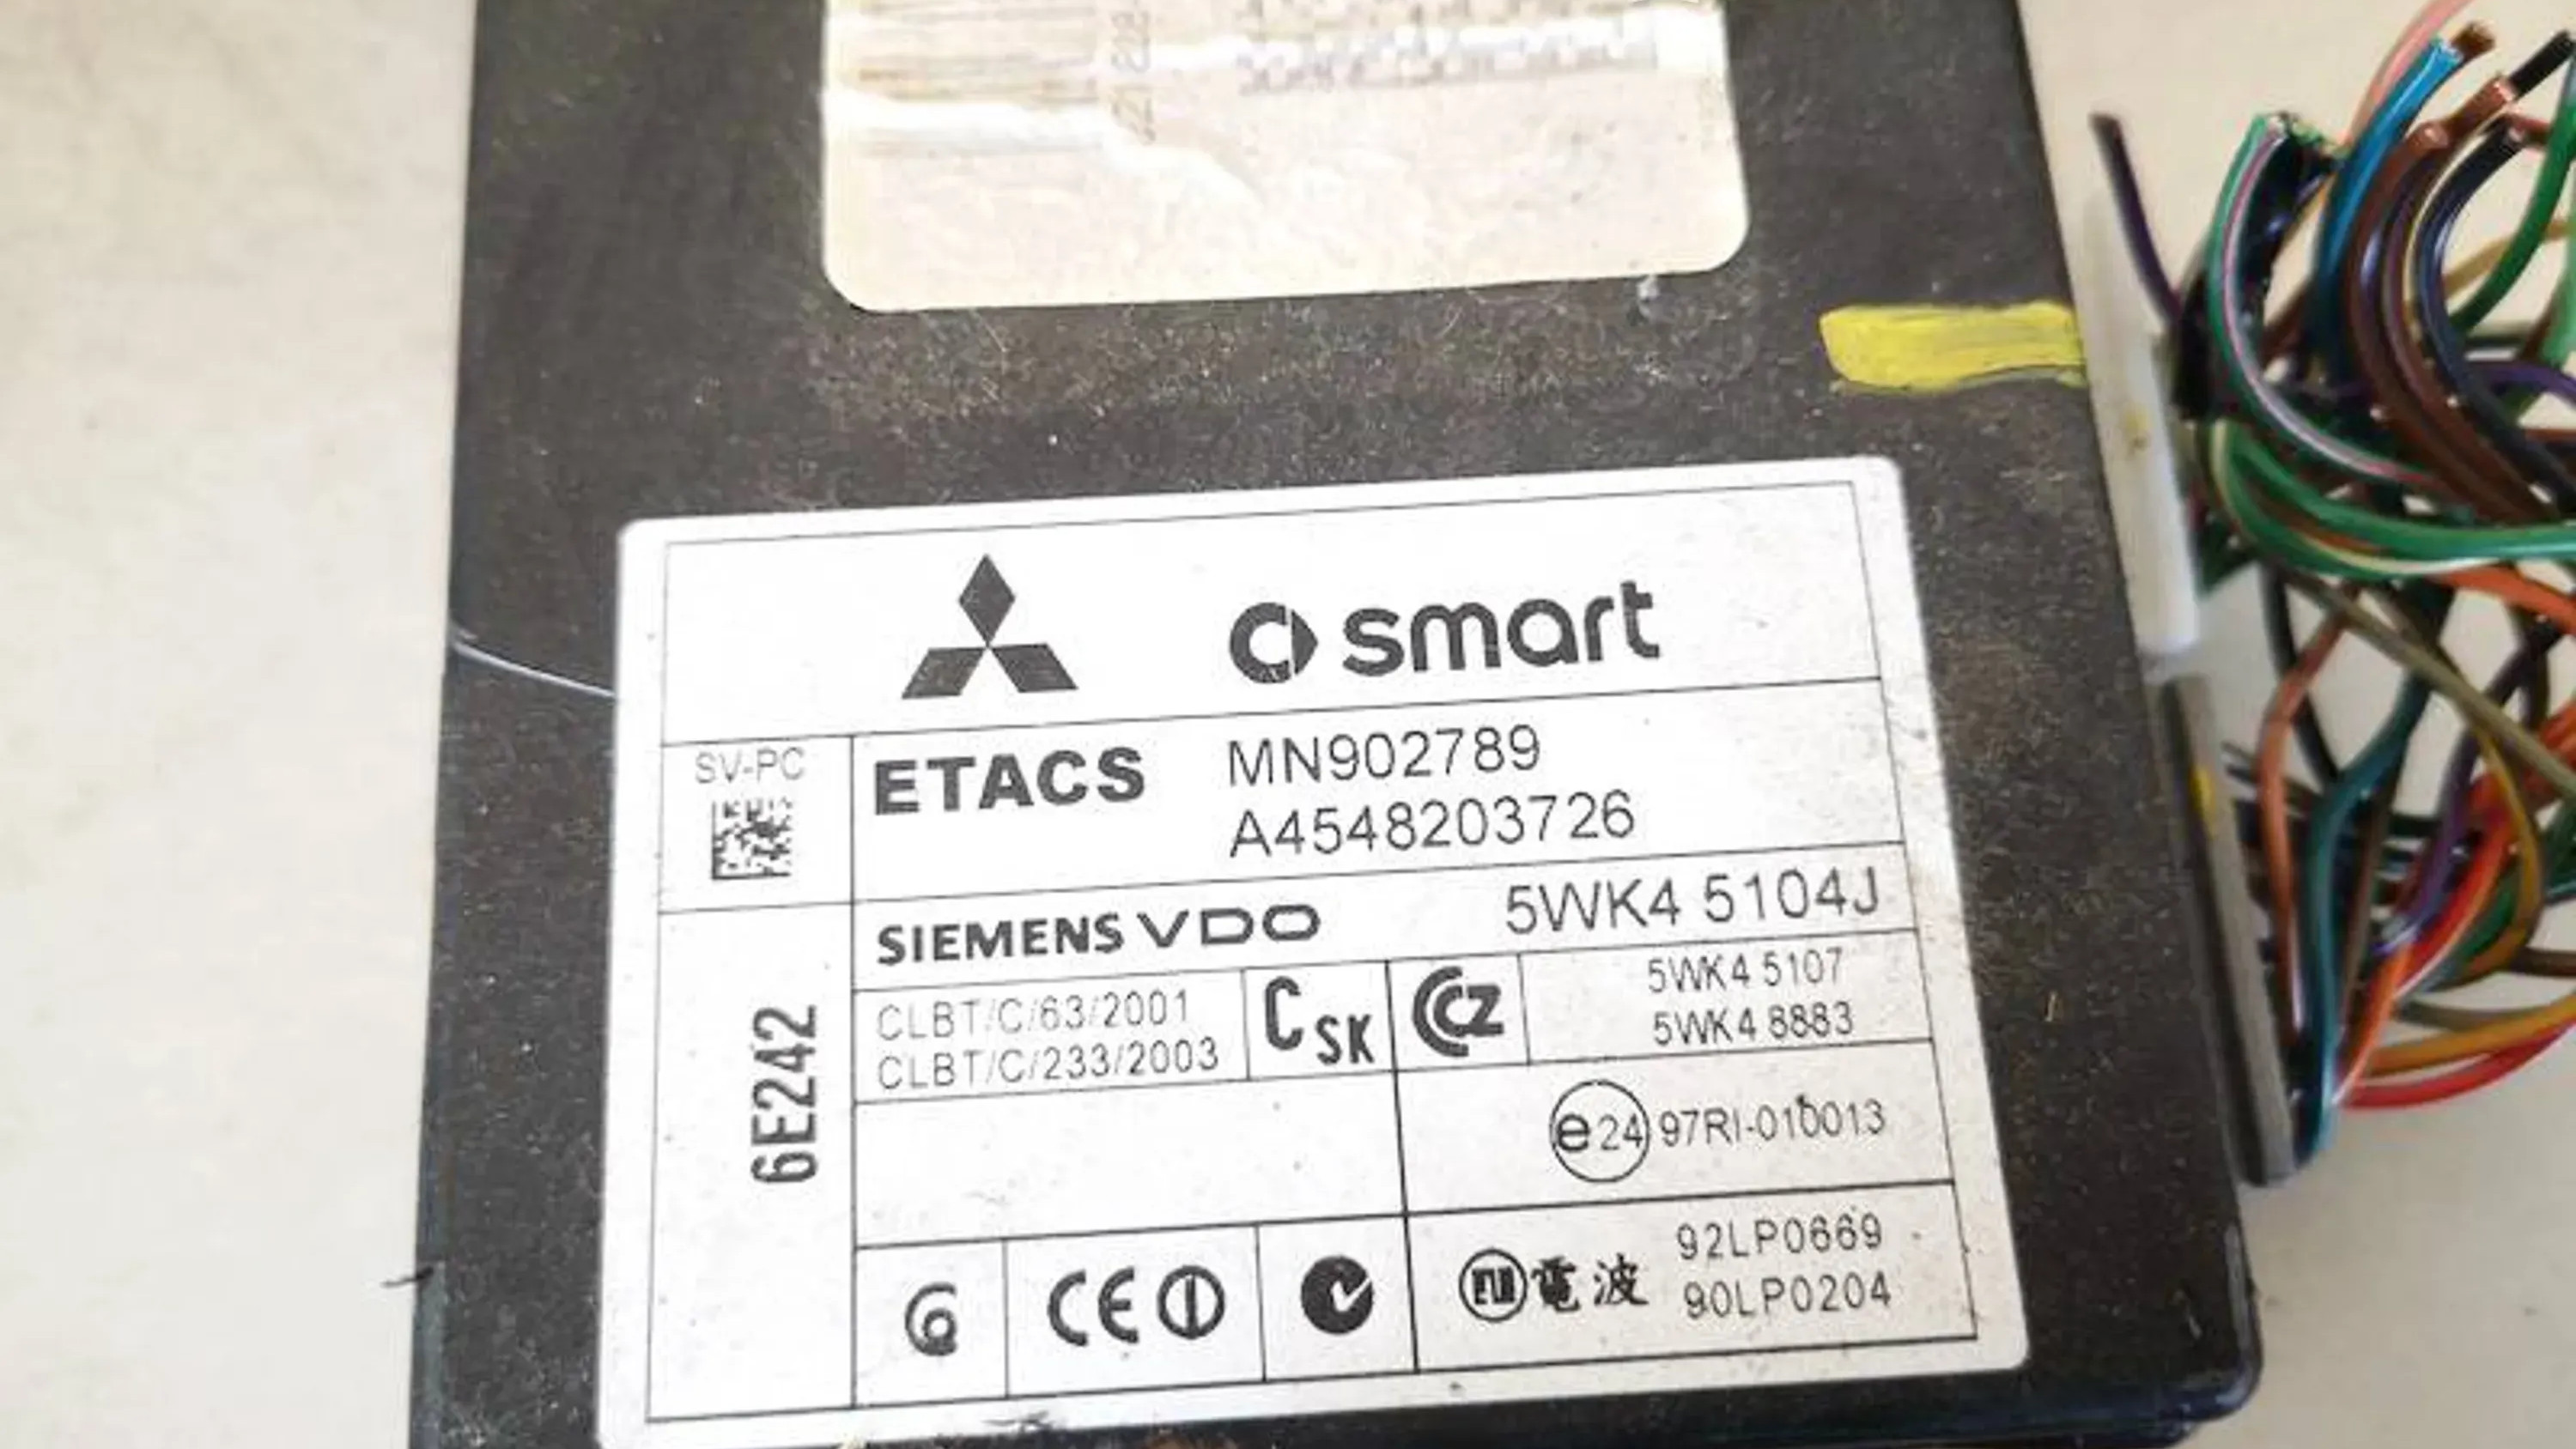 smart
SV-PC
ETACS
MN902789
A4548203726
SIEMENS VDO
5WK4 5104J
6E242
CLBT/C/63/2001
CLBT/C/233/2003
CSK
CZ
5WK4 5107
5WK4 8883
e24 97RI-010013
CE
電波
92LP0669
90LP0204